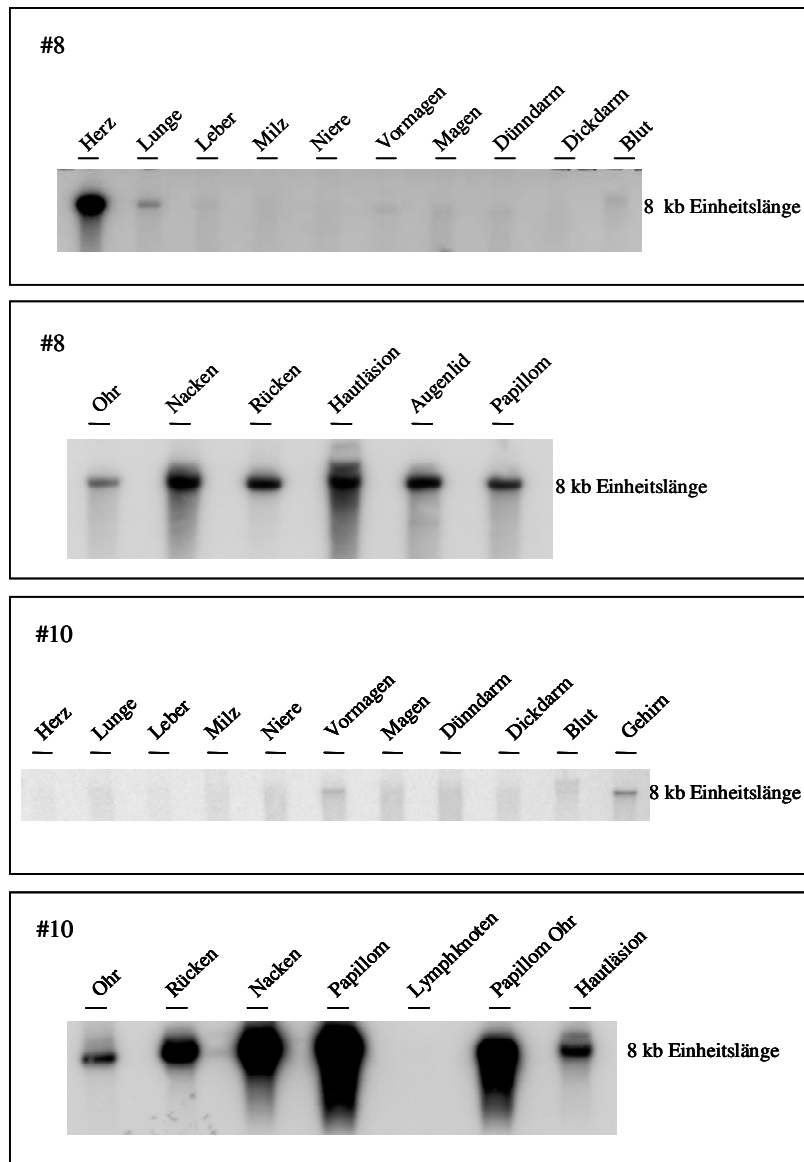 #8
Herz Lunge Leber Milz Niere Vormagen Magen Dünndarm Dickdarm Blut
8 kb Einheitslänge
#8
Ohr Nacken Rücken Hautläsion Augenlid Papillom
8 kb Einheitslänge
#10
Herz Lunge Leber Milz Niere Vormagen Magen Dünndarm Dickdarm Blut Gehirn
8 kb Einheitslänge
#10
Ohr Rücken Nacken Papillom Lymphknoten Papillom Ohr Hautläsion
8 kb Einheitslänge